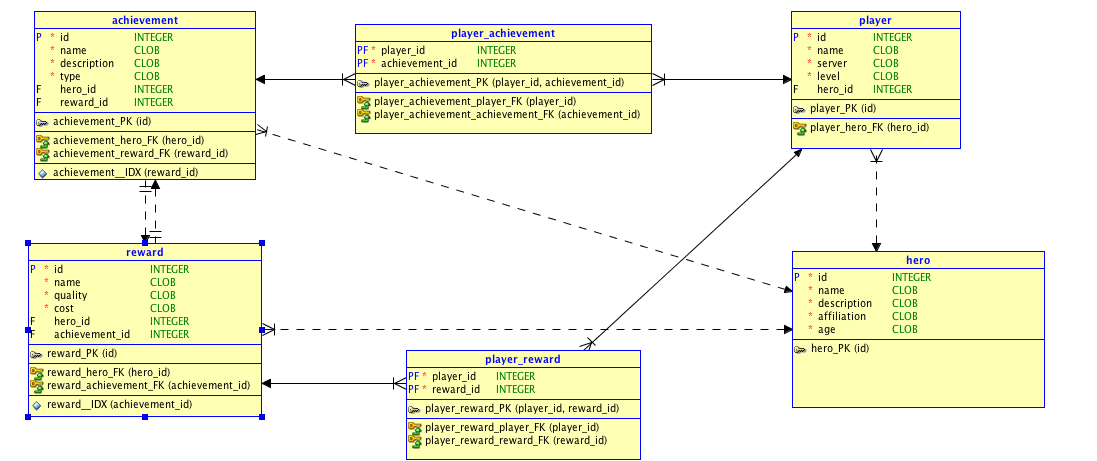 achievement
P * id INTEGER
* name CLOB
* description CLOB
* type CLOB
F hero_id INTEGER
F reward_id INTEGER
achievement_PK (id)
achievement_hero_FK (hero_id)
achievement_reward_FK (reward_id)
achievement__IDX (reward_id)
player_achievement
PF * player_id INTEGER
PF * achievement_id INTEGER
player_achievement_PK (player_id, achievement_id)
player_achievement_player_FK (player_id)
player_achievement_achievement_FK (achievement_id)
player
P * id INTEGER
* name CLOB
* server CLOB
* level CLOB
F hero_id INTEGER
player_PK (id)
player_hero_FK (hero_id)
reward
P * id INTEGER
* name CLOB
* quality CLOB
* cost CLOB
F hero_id INTEGER
F achievement_id INTEGER
reward_PK (id)
reward_hero_FK (hero_id)
reward_achievement_FK (achievement_id)
reward__IDX (achievement_id)
player_reward
PF * player_id INTEGER
PF * reward_id INTEGER
player_reward_PK (player_id, reward_id)
player_reward_player_FK (player_id)
player_reward_reward_FK (reward_id)
hero
P * id INTEGER
* name CLOB
* description CLOB
* affiliation CLOB
* age CLOB
hero_PK (id)